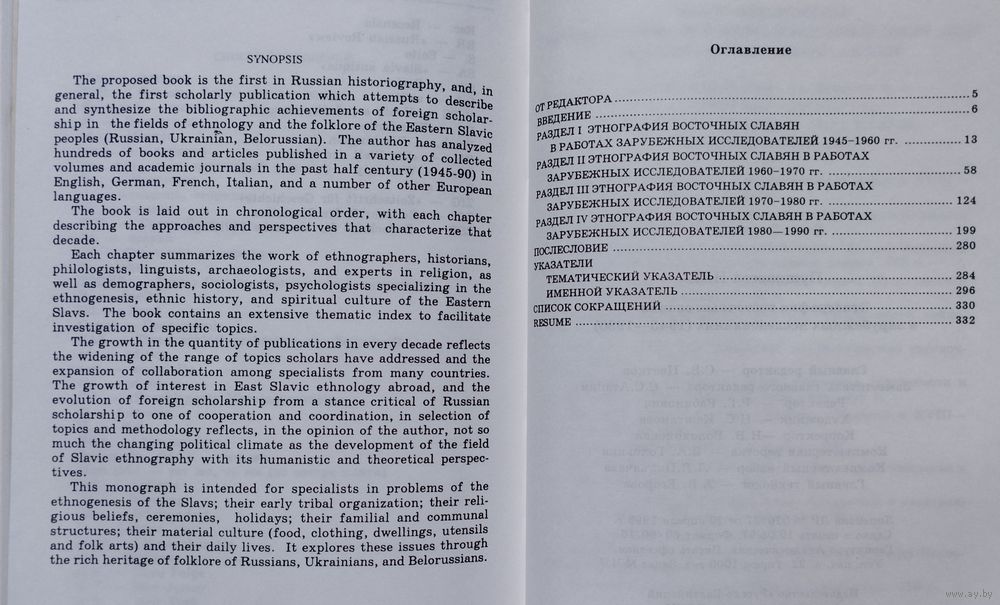 SYNOPSIS
The proposed book is the first in Russian historiography, and, in
general, the first scholarly publication which attempts to describe
and synthesize the bibliographic achievements of foreign scholar-
ship in the fields of ethnology and the folklore of the Eastern Slavic
peoples (Russian, Ukrainian, Belorussian). The author has analyzed
hundreds of books and articles published in a variety of collected
volumes and academic journals in the past half century (1945-90) in
English, German, French, Italian, and a number of other European
languages.
The book is laid out in chronological order, with each chapter
describing the approaches and perspectives that characterize that
decade.
Each chapter summarizes the work of ethnographers, historians,
philologists, linguists, archaeologists, and experts in religion, as
well as demographers, sociologists, psychologists specializing in the
ethnogenesis, ethnic history, and spiritual culture of the Eastern
Slavs. The book contains an extensive thematic index to facilitate
investigation of specific topics.
The growth in the quantity of publications in every decade reflects
the widening of the range of topics scholars have addressed and the
expansion of collaboration among specialists from many countries.
The growth of interest in East Slavic ethnology abroad, and the
evolution of foreign scholarship from a stance critical of Russian
scholarship to one of cooperation and coordination, in selection of
topics and methodology reflects, in the opinion of the author, not so
much the changing political climate as the development of the field
of Slavic ethnography with its humanistic and theoretical perspec-
tives.
This monograph is intended for specialists in problems of the
ethnogenesis of the Slavs; their early tribal organization; their reli-
gious beliefs, ceremonies, holidays; their familial and communal
structures; their material culture (food, clothing, dwellings, utensils
and folk arts) and their daily lives. It explores these issues through
the rich heritage of folklore of Russians, Ukrainians, and Belorussians.
Оглавление
ОТ РЕДАКТОРА 5
ВВЕДЕНИЕ 6
РАЗДЕЛ I ЭТНОГРАФИЯ ВОСТОЧНЫХ СЛАВЯН
В РАБОТАХ ЗАРУБЕЖНЫХ ИССЛЕДОВАТЕЛЕЙ 1945-1960 гг. 13
РАЗДЕЛ II ЭТНОГРАФИЯ ВОСТОЧНЫХ СЛАВЯН В РАБОТАХ
ЗАРУБЕЖНЫХ ИССЛЕДОВАТЕЛЕЙ 1960-1970 гг. 58
РАЗДЕЛ III ЭТНОГРАФИЯ ВОСТОЧНЫХ СЛАВЯН В РАБОТАХ
ЗАРУБЕЖНЫХ ИССЛЕДОВАТЕЛЕЙ 1970-1980 гг. 124
РАЗДЕЛ IV ЭТНОГРАФИЯ ВОСТОЧНЫХ СЛАВЯН В РАБОТАХ
ЗАРУБЕЖНЫХ ИССЛЕДОВАТЕЛЕЙ 1980—1990 гг. 199
ПОСЛЕСЛОВИЕ 280
УКАЗАТЕЛИ
ТЕМАТИЧЕСКИЙ УКАЗАТЕЛЬ 284
ИМЕННОЙ УКАЗАТЕЛЬ 296
СПИСОК СОКРАЩЕНИЙ 330
RESUME 332
www.ay.by